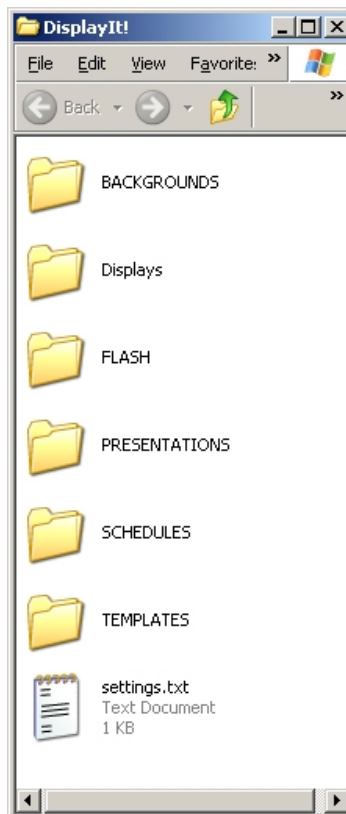 DisplayIt!
File Edit View Favorite: »
Back »
BACKGROUNDS
Displays
FLASH
PRESENTATIONS
SCHEDULES
TEMPLATES
settings.txt
Text Document
1 KB